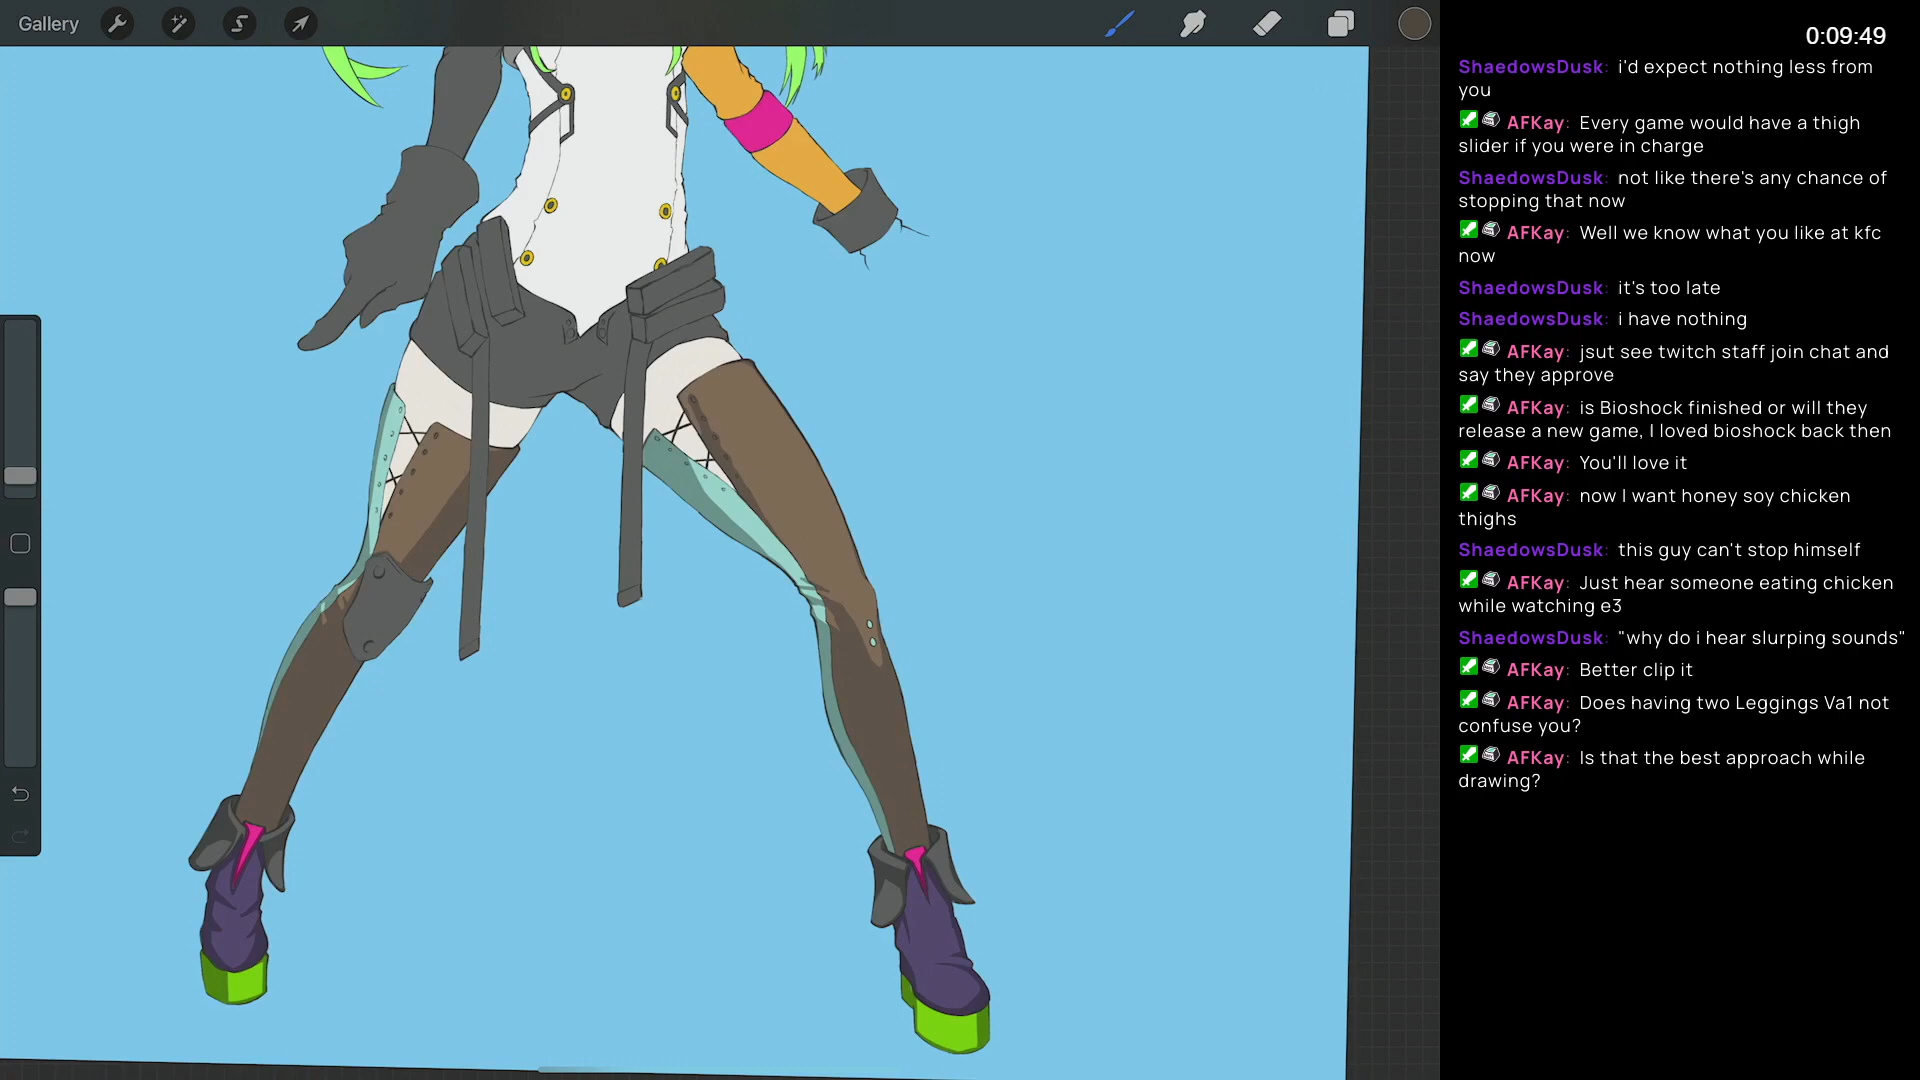 Gallery
0:09:49
ShaedowsDusk: i'd expect nothing less from
you
AFKay: Every game would have a thigh
slider if you were in charge
ShaedowsDusk: not like there's any chance of
stopping that now
AFKay: Well we know what you like at kfc
now
ShaedowsDusk: it's too late
ShaedowsDusk: i have nothing
AFKay: jsut see twitch staff join chat and
say they approve
AFKay: is Bioshock finished or will they
release a new game, I loved bioshock back then
AFKay: You'll love it
AFKay: now I want honey soy chicken
thighs
ShaedowsDusk: this guy can't stop himself
AFKay: Just hear someone eating chicken
while watching e3
ShaedowsDusk: "why do i hear slurping sounds"
AFKay: Better clip it
AFKay: Does having two Leggings Va1 not
confuse you?
AFKay: Is that the best approach while
drawing?